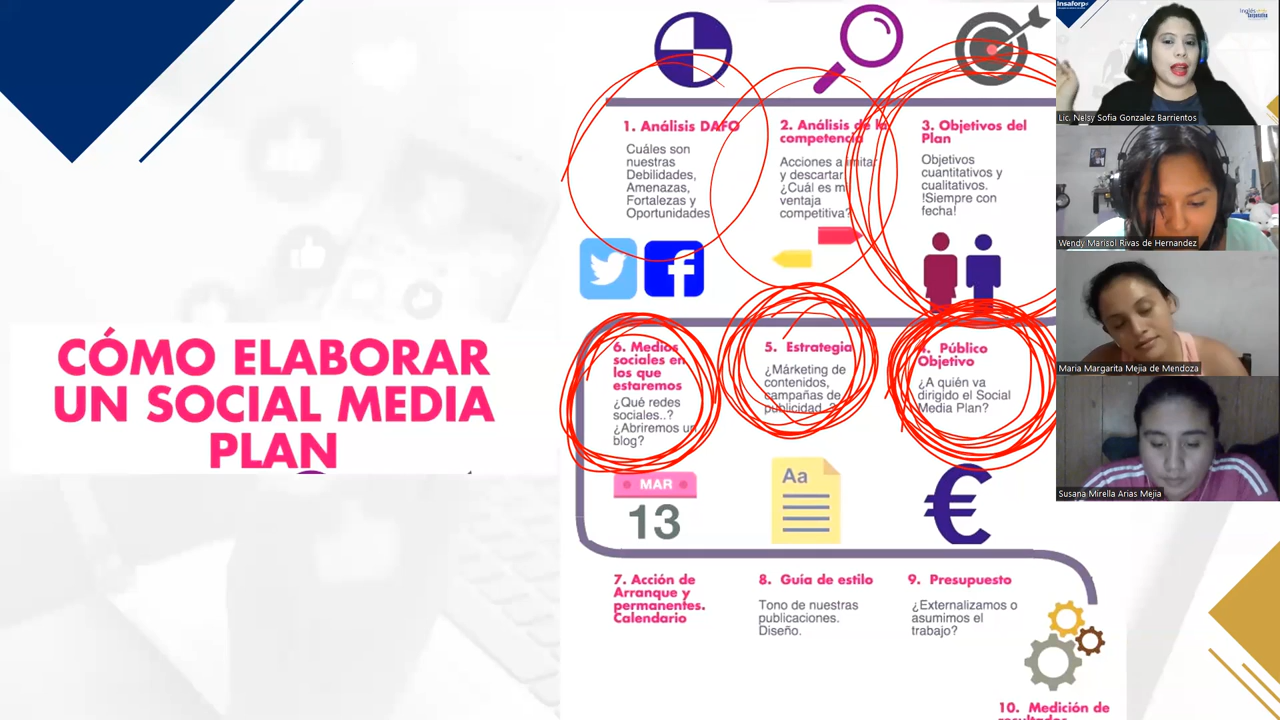 CÓMO ELABORAR
UN SOCIAL MEDIA
PLAN
1. Análisis DAFO
Cuáles son
nuestras
Debilidades,
Amenazas,
Fortalezas y
Oportunidades
2. Análisis de la
competencia
Acciones a imitar
y descartar.
¿Cuál es mi
ventaja
competitiva?
3. Objetivos del
Plan
Objetivos
cuantitativos y
cualitativos.
!Siempre con
fecha!
6. Medios
sociales en
los que
estaremos
¿Qué redes
sociales..?
¿Abriremos un
blog?
5. Estrategia
¿Márketing de
contenidos,
campañas de
publicidad..?
4. Público
Objetivo
¿A quién va
dirigido el Social
Media Plan?
MAR
13
Aa
€
7. Acción de
Arranque y
permanentes.
Calendario
8. Guía de estilo
Tono de nuestras
publicaciones.
Diseño.
9. Presupuesto
¿Externalizamos o
asumimos el
trabajo?
10. Medición de
resultados
Insaforp
Lic. Nelsy Sofia Gonzalez Barrientos
Wendy Marisol Rivas de Hernandez
Maria Margarita Mejia de Mendoza
Susana Mirella Arias Mejia